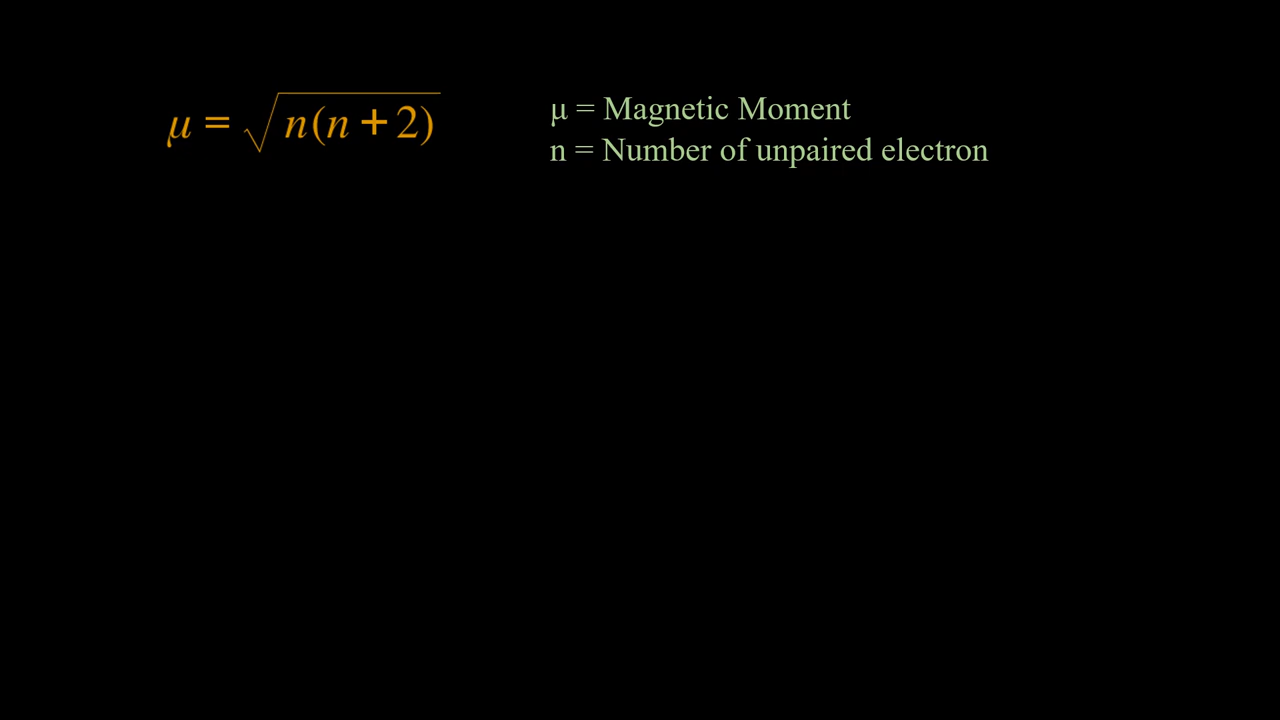 μ = √n(n + 2)
μ = Magnetic Moment
n = Number of unpaired electron